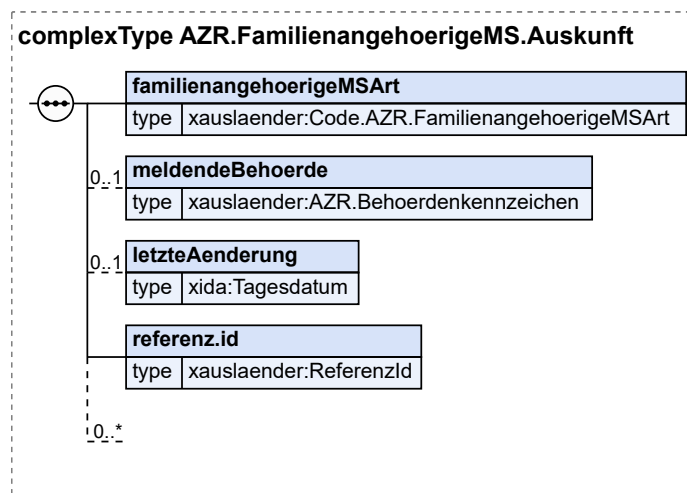 complexType AZR.FamilienangehoerigeMS.Auskunft
familienangehoerigeMSArt
type xauslaender:Code.AZR.FamilienangehoerigeMSArt
0..1 meldendeBehoerde
type xauslaender:AZR.Behoerdenkennzeichen
0..1 letzteAenderung
type xida:Tagesdatum
referenz.id
type xauslaender:ReferenzId
0..*